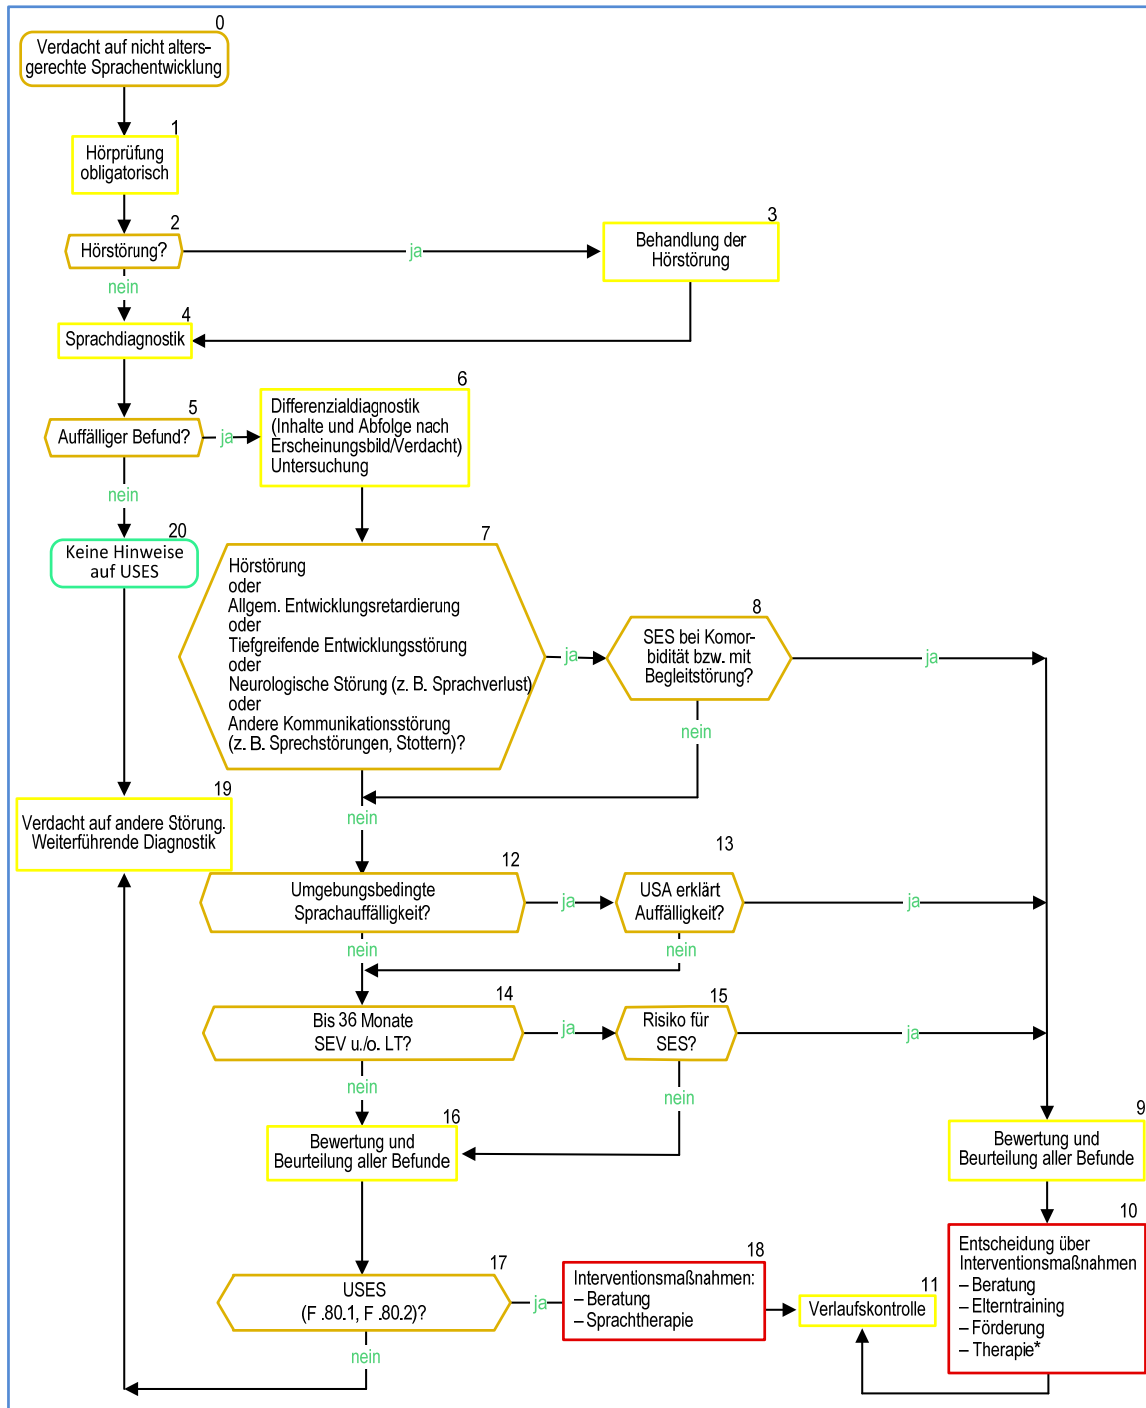 0
Verdacht auf nicht alters-
gerechte Sprachentwicklung
1
Hörprüfung
obligatorisch
2
Hörstörung?
ja
3
Behandlung der
Hörstörung
nein
4
Sprachdiagnostik
5
Auffälliger Befund?
ja
6
Differenzialdiagnostik
(Inhalte und Abfolge nach
Erscheinungsbild/Verdacht)
Untersuchung
nein
20
Keine Hinweise
auf USES
7
Hörstörung
oder
Allgem. Entwicklungsretardierung
oder
Tiefgreifende Entwicklungsstörung
oder
Neurologische Störung (z. B. Sprachverlust)
oder
Andere Kommunikationsstörung
(z. B. Sprechstörungen, Stottern)?
ja
8
SES bei Komor-
bidität bzw. mit
Begleitstörung?
ja
nein
nein
19
Verdacht auf andere Störung.
Weiterführende Diagnostik
12
Umgebungsbedingte
Sprachauffälligkeit?
ja
13
USA erklärt
Auffälligkeit?
ja
nein
nein
14
Bis 36 Monate
SEV u./o. LT?
ja
15
Risiko für
SES?
ja
nein
nein
16
Bewertung und
Beurteilung aller Befunde
9
Bewertung und
Beurteilung aller Befunde
10
Entscheidung über
Interventionsmaßnahmen
– Beratung
– Elterntraining
– Förderung
– Therapie*
17
USES
(F .80.1, F .80.2)?
ja
18
Interventionsmaßnahmen:
– Beratung
– Sprachtherapie
11
Verlaufskontrolle
nein